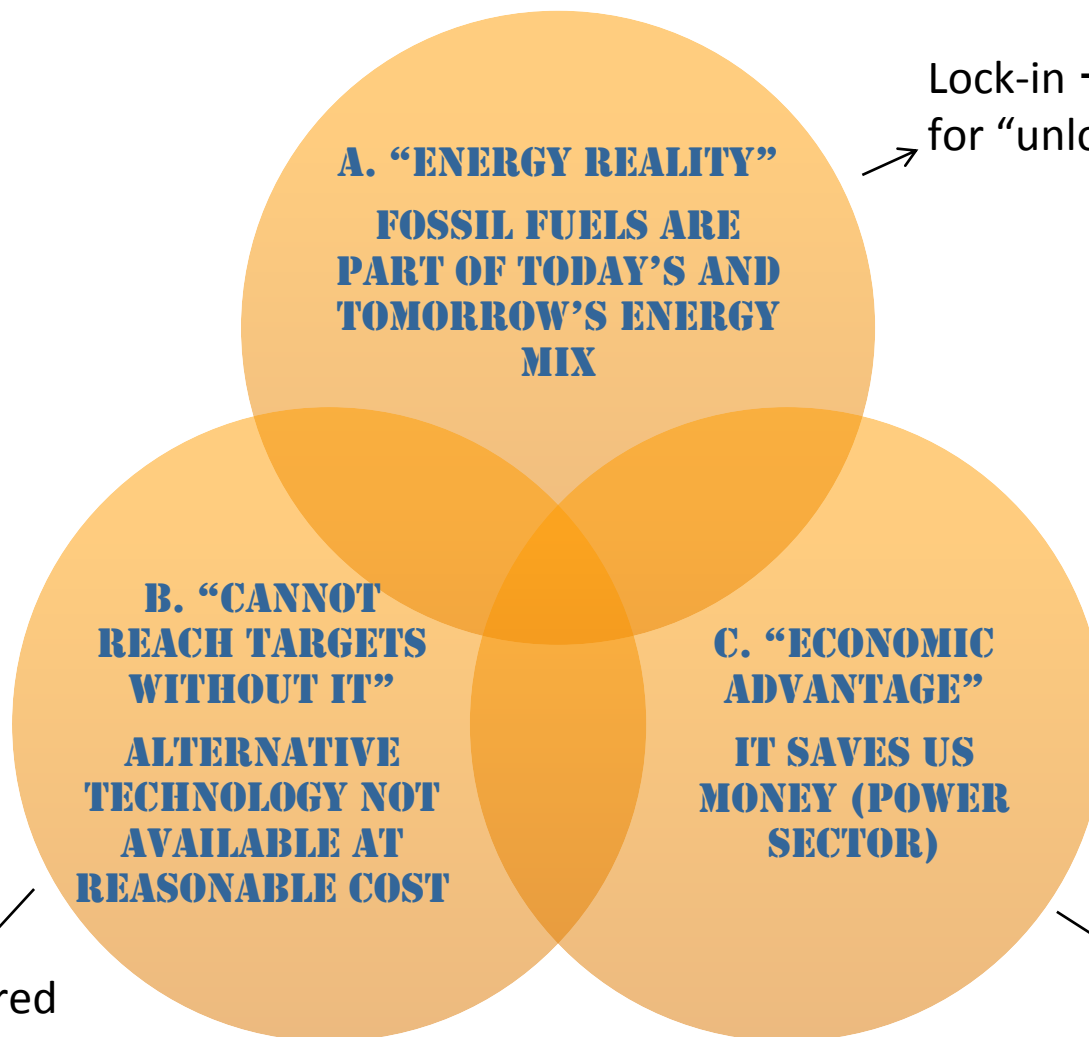 Lock-in
for “unlo
A. “ENERGY REALITY”
FOSSIL FUELS ARE
PART OF TODAY’S AND
TOMORROW’S ENERGY
MIX
B. “CANNOT
REACH TARGETS
WITHOUT IT”
ALTERNATIVE
TECHNOLOGY NOT
AVAILABLE AT
REASONABLE COST
C. “ECONOMIC
ADVANTAGE”
IT SAVES US
MONEY (POWER
SECTOR)
red